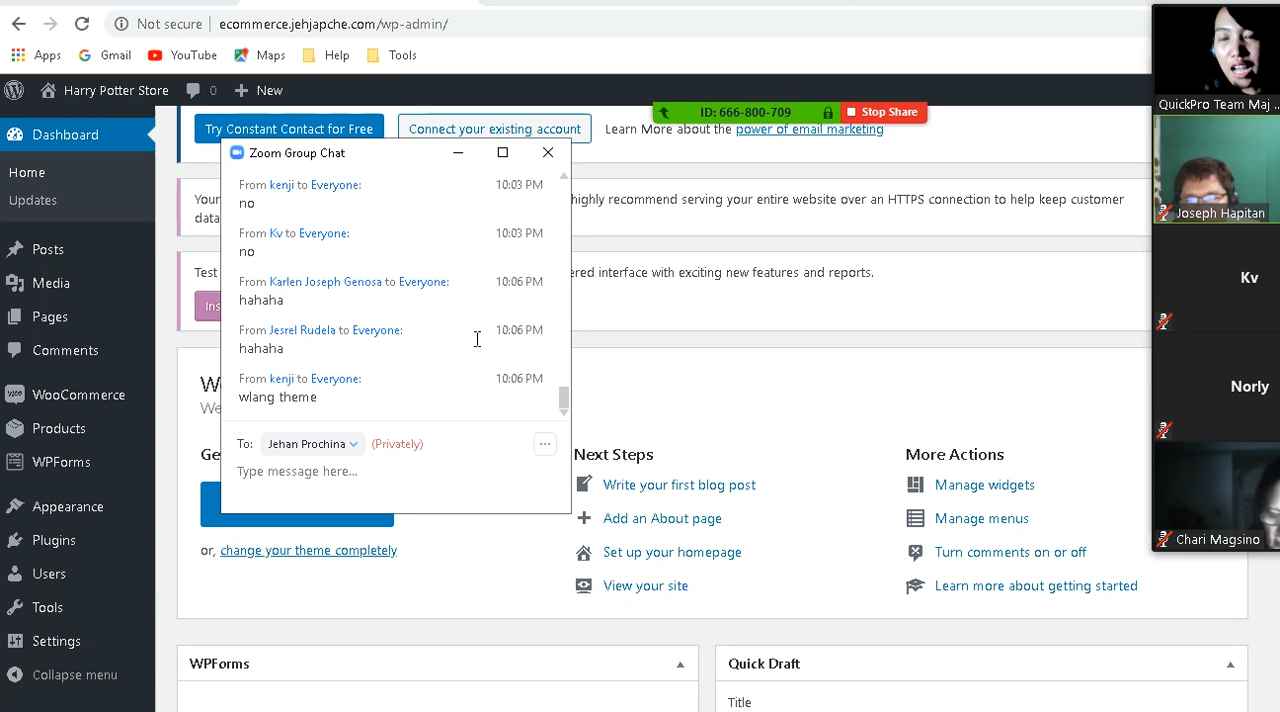 Not secure | ecommerce.jehjapche.com/wp-admin/
Apps Gmail YouTube Maps Help Tools
Harry Potter Store 0 + New
ID: 666-800-709 Stop Share
QuickPro Team Maj ...
Joseph Hapitan
Kv
Norly
Chari Magsino
Dashboard
Home
Updates
Posts
Media
Pages
Comments
WooCommerce
Products
WPForms
Appearance
Plugins
Users
Tools
Settings
Collapse menu
Try Constant Contact for Free Connect your existing account Learn More about the power of email marketing
Zoom Group Chat
From kenji to Everyone: 10:03 PM
no
From Kv to Everyone: 10:03 PM
no
From Karlen Joseph Genosa to Everyone: 10:06 PM
hahaha
From Jesrel Rudela to Everyone: 10:06 PM
hahaha
From kenji to Everyone: 10:06 PM
wlang theme
To: Jehan Prochina (Privately) ...
Type message here...
Your
highly recommend serving your entire website over an HTTPS connection to help keep customer
data
Test
ered interface with exciting new features and reports.
Ins
W
We
Ge
or, change your theme completely
Next Steps
Write your first blog post
Add an About page
Set up your homepage
View your site
More Actions
Manage widgets
Manage menus
Turn comments on or off
Learn more about getting started
WPForms
Quick Draft
Title